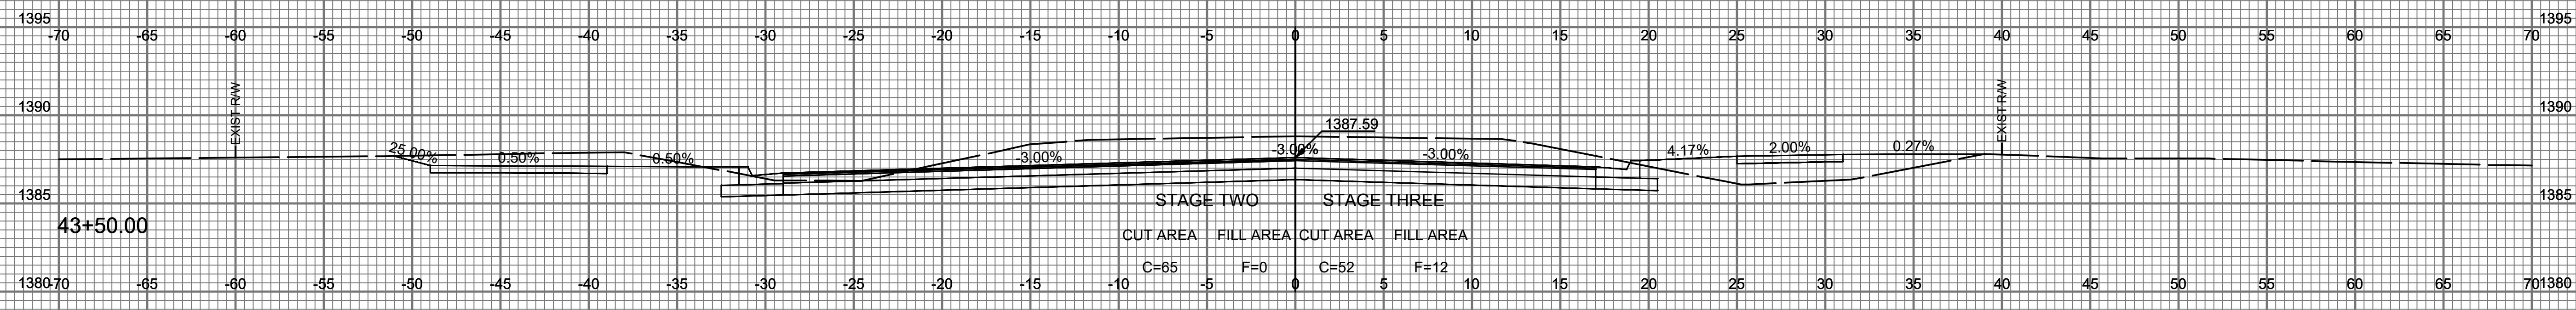 1395 1395
-70 -65 -60 -55 -50 -45 -40 -35 -30 -25 -20 -15 -10 -5 0 5 10 15 20 25 30 35 40 45 50 55 60 65 70
EXIST R/W EXIST R/W
1390 1390
1387.59
25.00% 0.50% 0.50% -3.00% -3.00% -3.00% 4.17% 2.00% 0.27%
1385 1385
STAGE TWO STAGE THREE
43+50.00
CUT AREA FILL AREA CUT AREA FILL AREA
C=65 F=0 C=52 F=12
1380 -70 -65 -60 -55 -50 -45 -40 -35 -30 -25 -20 -15 -10 -5 0 5 10 15 20 25 30 35 40 45 50 55 60 65 70 1380